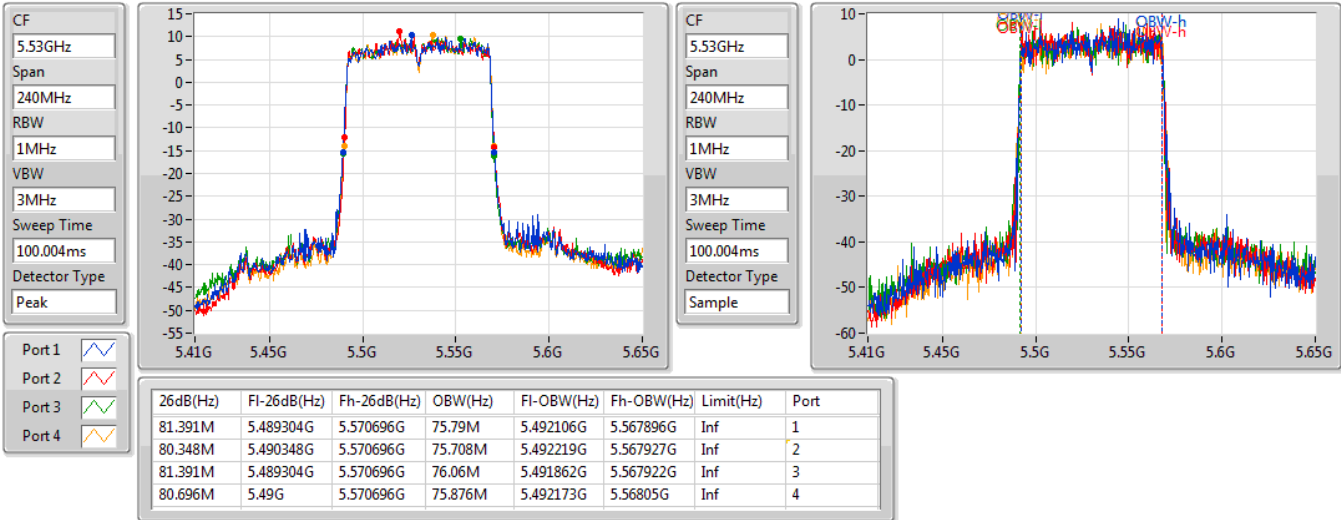 CF
5.53GHz
Span
240MHz
RBW
1MHz
VBW
3MHz
Sweep Time
100.004ms
Detector Type
Peak
15
10
5
0
-5
-10
-15
-20
-25
-30
-35
-40
-45
-50
-55
5.41G 5.45G 5.5G 5.55G 5.6G 5.65G
CF
5.53GHz
Span
240MHz
RBW
1MHz
VBW
3MHz
Sweep Time
100.004ms
Detector Type
Sample
10
0
-10
-20
-30
-40
-50
-60
5.41G 5.45G 5.5G 5.55G 5.6G 5.65G
OBW-h
OBW-h
Port 1
Port 2
Port 3
Port 4
26dB(Hz) Fl-26dB(Hz) Fh-26dB(Hz) OBW(Hz) Fl-OBW(Hz) Fh-OBW(Hz) Limit(Hz) Port
81.391M 5.489304G 5.570696G 75.79M 5.492106G 5.567896G Inf 1
80.348M 5.490348G 5.570696G 75.708M 5.492219G 5.567927G Inf 2
81.391M 5.489304G 5.570696G 76.06M 5.491862G 5.567922G Inf 3
80.696M 5.49G 5.570696G 75.876M 5.492173G 5.56805G Inf 4